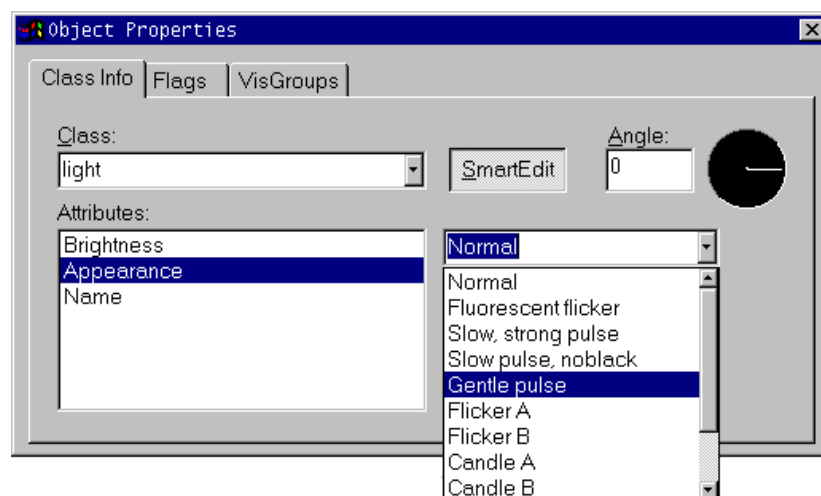 Object Properties
Class Info Flags VisGroups
Class: Angle:
light SmartEdit 0
Attributes:
Brightness Normal
Appearance Normal
Name Fluorescent flicker
Slow, strong pulse
Slow pulse, noblack
Gentle pulse
Flicker A
Flicker B
Candle A
Candle B